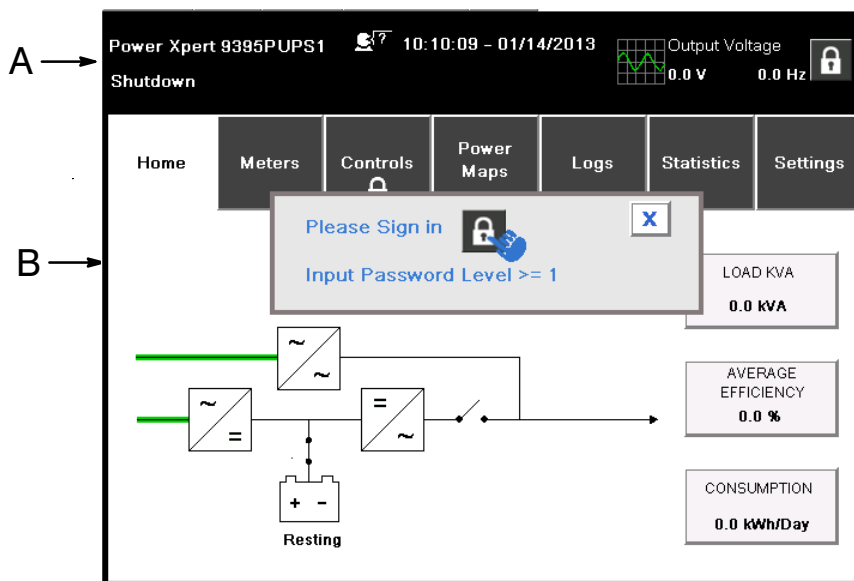 A
Power Xpert 9395PUPS1
? 10:10:09 - 01/14/2013
Output Voltage
Shutdown
0.0 V 0.0 Hz
Home
Meters
Controls
Power
Maps
Logs
Statistics
Settings
B
Please Sign in
X
Input Password Level >= 1
LOAD KVA
0.0 kVA
~
~
AVERAGE
EFFICIENCY
0.0 %
~
=
=
~
+ -
Resting
CONSUMPTION
0.0 kWh/Day